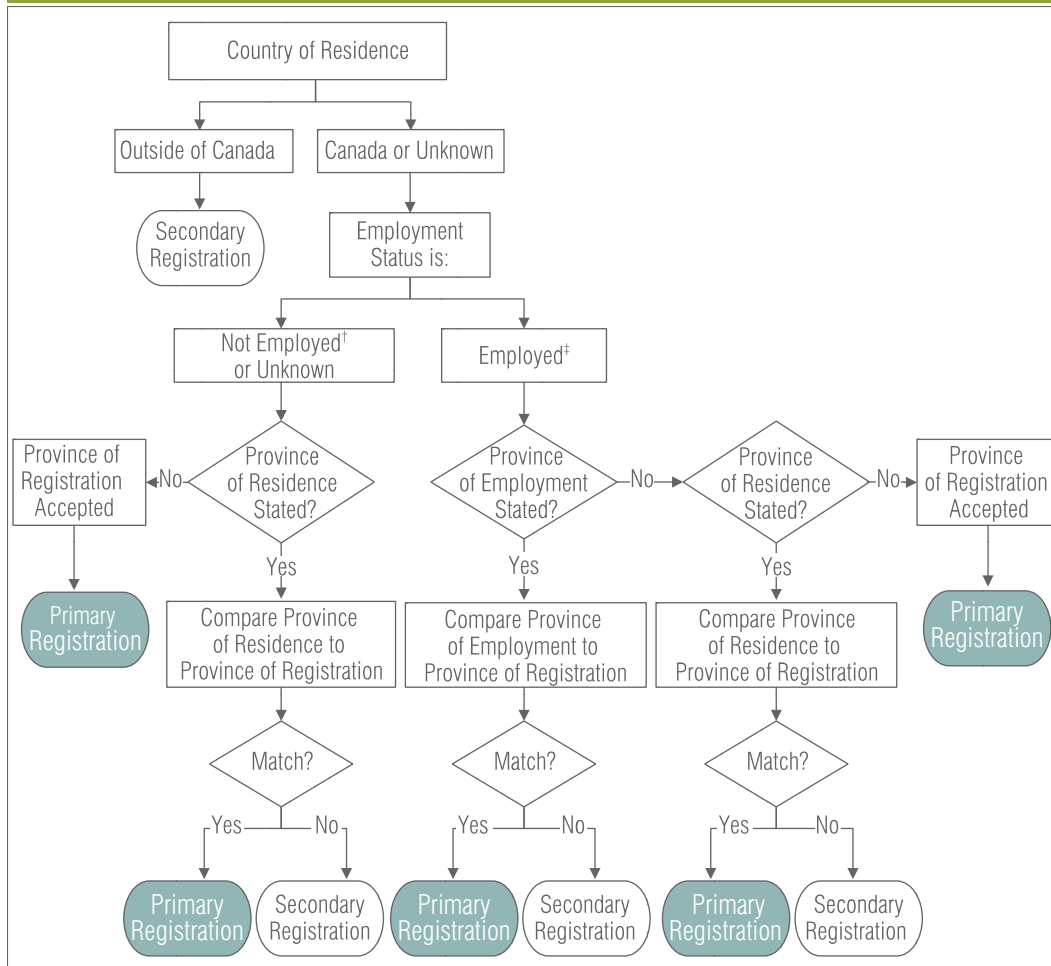 Country of Residence
Outside of Canada
Canada or Unknown
Secondary
Registration
Employment
Status is:
Not Employed†
or Unknown
Employed‡
Province of
Registration
Accepted
No
Province
of Residence
Stated?
Province
of Employment
Stated?
No
Province
of Residence
Stated?
No
Province
of Registration
Accepted
Yes
Yes
Yes
Primary
Registration
Compare Province
of Residence to
Province of Registration
Compare Province
of Employment to
Province of Registration
Compare Province
of Residence to
Province of Registration
Primary
Registration
Match?
Match?
Match?
Yes
No
Yes
No
Yes
No
Primary
Registration
Secondary
Registration
Primary
Registration
Secondary
Registration
Primary
Registration
Secondary
Registration